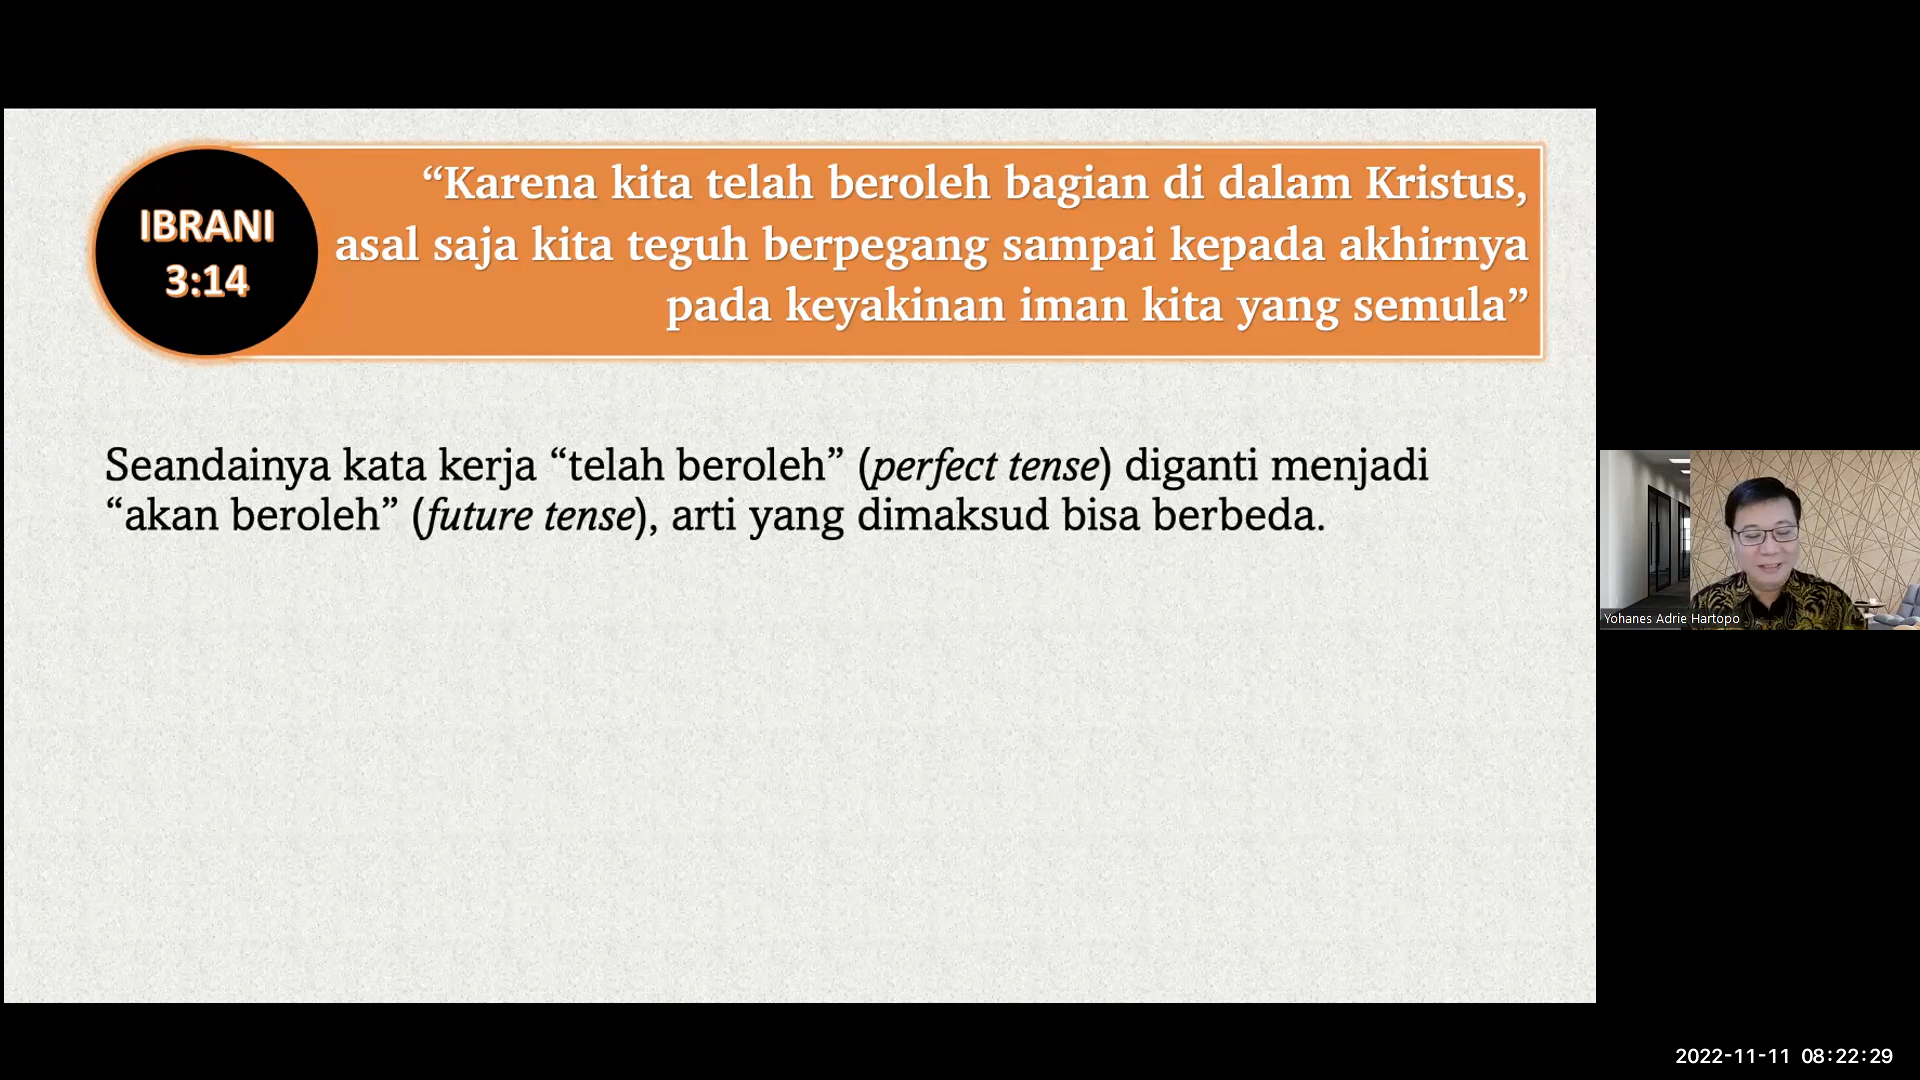 IBRANI
3:14
“Karena kita telah beroleh bagian di dalam Kristus,
asal saja kita teguh berpegang sampai kepada akhirnya
pada keyakinan iman kita yang semula”
Seandainya kata kerja “telah beroleh” (perfect tense) diganti menjadi
“akan beroleh” (future tense), arti yang dimaksud bisa berbeda.
Yohanes Adrie Hartopo
2022-11-11 08:22:29